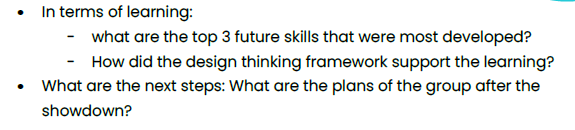 • In terms of learning:
- what are the top 3 future skills that were most developed?
- How did the design thinking framework support the learning?
• What are the next steps: What are the plans of the group after the
showdown?